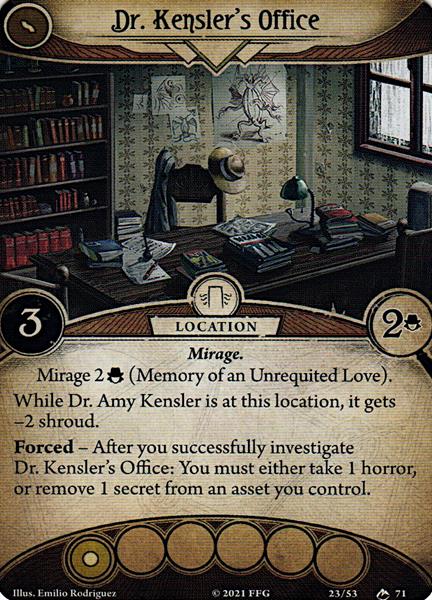 Dr. Kensler's Office
3
2
LOCATION
Mirage.
Mirage 2 (Memory of an Unrequited Love).
While Dr. Amy Kensler is at this location, it gets
–2 shroud.
Forced – After you successfully investigate
Dr. Kensler's Office: You must either take 1 horror,
or remove 1 secret from an asset you control.
Illus. Emilio Rodriguez © 2021 FFG 23/53 71